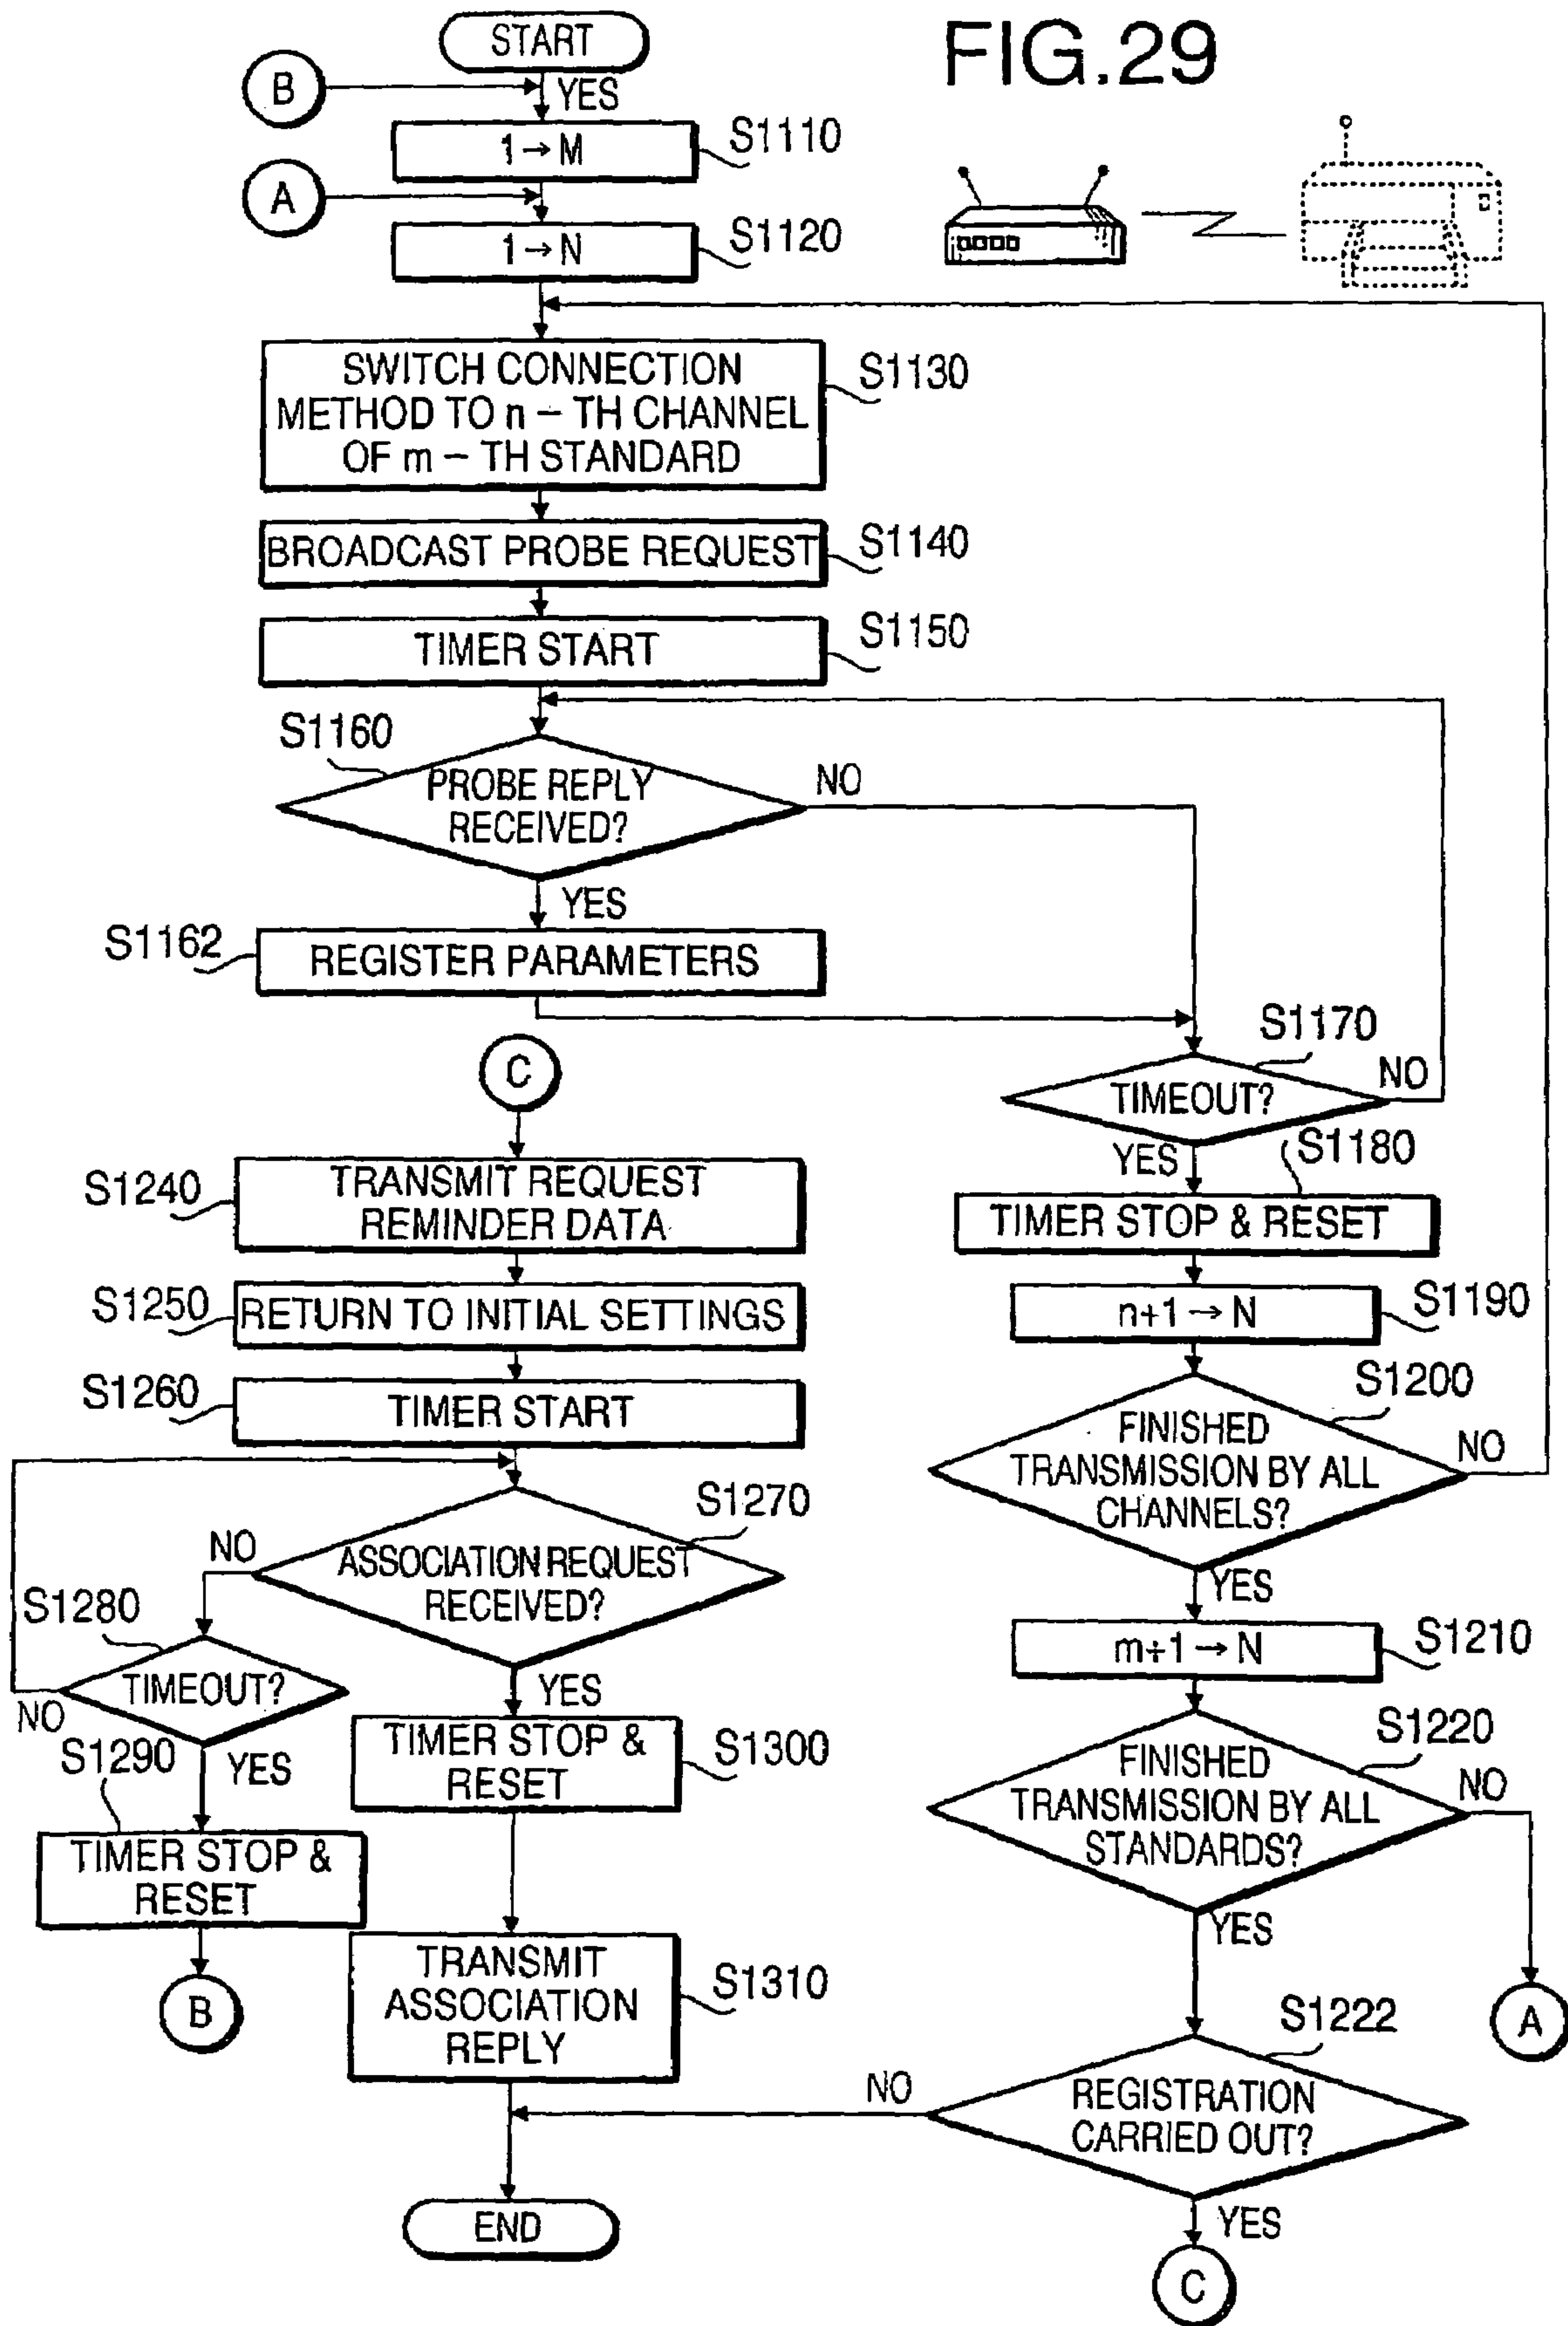 FIG.29
START
B
YES
1→M
S1110
A
1→N
S1120
SWITCH CONNECTION
METHOD TO n – TH CHANNEL
OF m – TH STANDARD
S1130
BROADCAST PROBE REQUEST
S1140
TIMER START
S1150
S1160
PROBE REPLY
RECEIVED?
NO
YES
S1162
REGISTER PARAMETERS
S1170
TIMEOUT?
NO
YES
S1180
TIMER STOP & RESET
n+1→N
S1190
S1200
FINISHED
TRANSMISSION BY ALL
CHANNELS?
NO
YES
m+1→N
S1210
S1220
FINISHED
TRANSMISSION BY ALL
STANDARDS?
NO
YES
A
S1222
REGISTRATION
CARRIED OUT?
NO
YES
C
C
S1240
TRANSMIT REQUEST
REMINDER DATA
S1250
RETURN TO INITIAL SETTINGS
S1260
TIMER START
S1270
ASSOCIATION REQUEST
RECEIVED?
NO
YES
S1280
TIMEOUT?
NO
YES
S1290
TIMER STOP &
RESET
B
TIMER STOP &
RESET
S1300
TRANSMIT
ASSOCIATION
REPLY
S1310
END